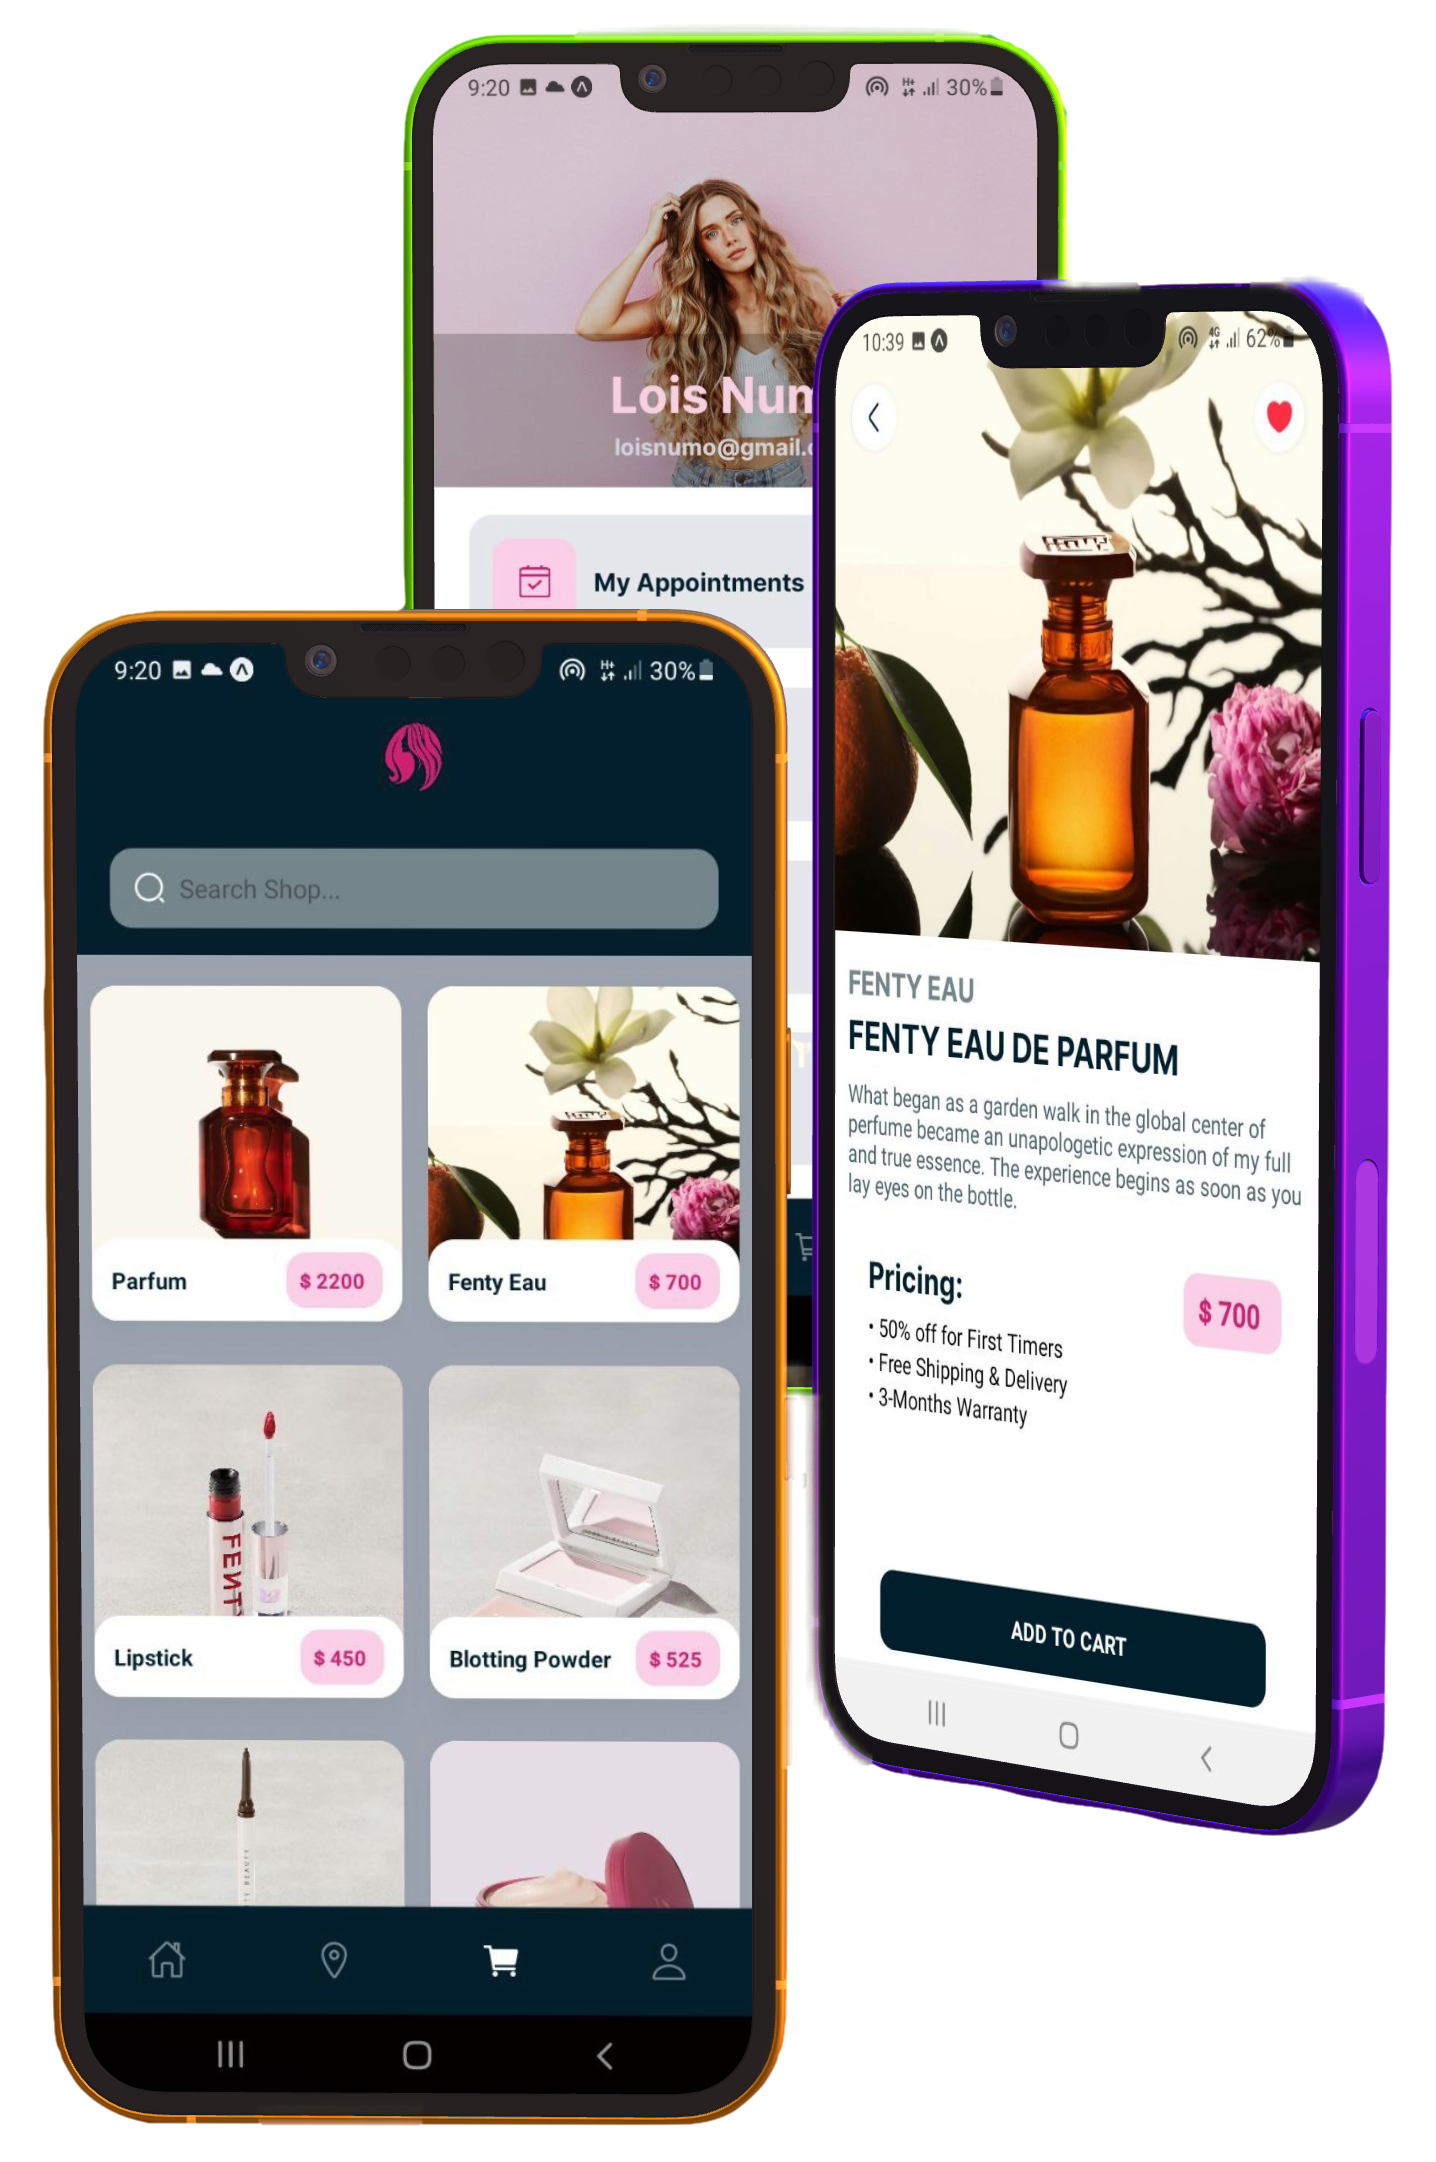 9:20
H+
30%
Lois Num
loisnumo@gmail.c
My Appointments
10:39
4G
62%
FENTY EAU
FENTY EAU DE PARFUM
What began as a garden walk in the global center of
perfume became an unapologetic expression of my full
and true essence. The experience begins as soon as you
lay eyes on the bottle.
Pricing:
$ 700
• 50% off for First Timers
• Free Shipping & Delivery
• 3-Months Warranty
ADD TO CART
9:20
H+
30%
Search Shop...
Parfum
$ 2200
Fenty Eau
$ 700
FENT
Lipstick
$ 450
Blotting Powder
$ 525